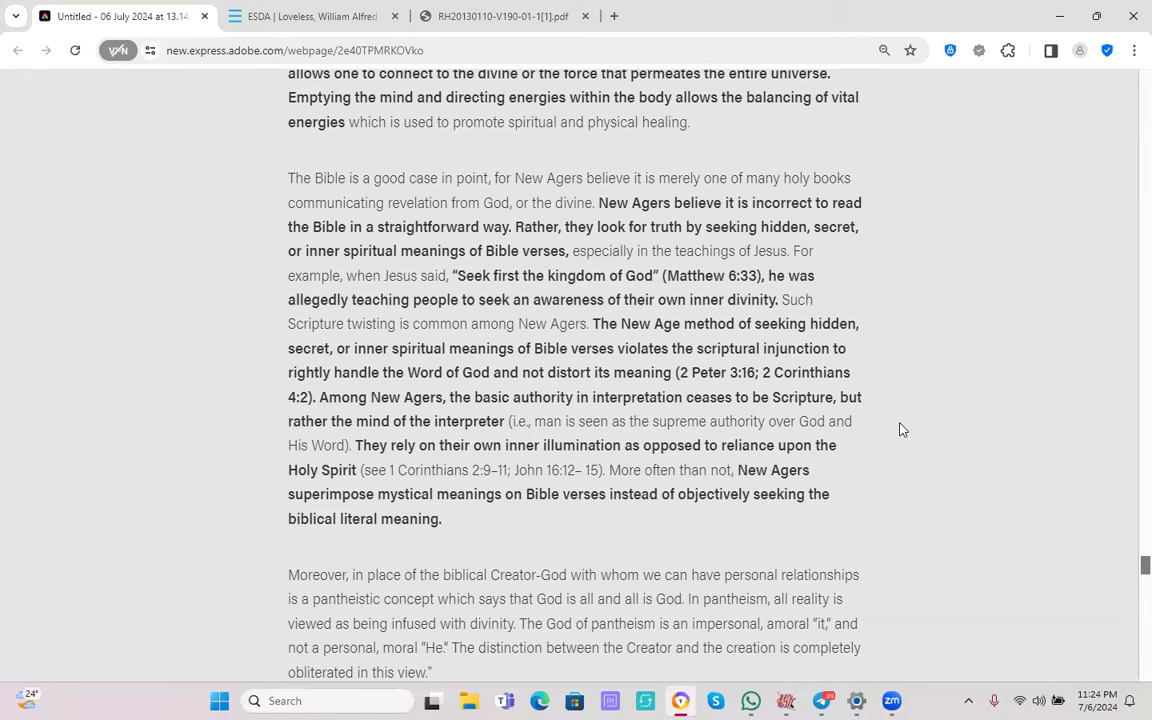 Untitled - 06 July 2024 at 13.14.
ESDA | Loveless, William Alfred
RH20130110-V190-01-1[1].pdf
VPN
new.express.adobe.com/webpage/2e40TPMRKOVko
allows one to connect to the divine or the force that permeates the entire universe.
Emptying the mind and directing energies within the body allows the balancing of vital
energies which is used to promote spiritual and physical healing.
The Bible is a good case in point, for New Agers believe it is merely one of many holy books
communicating revelation from God, or the divine. New Agers believe it is incorrect to read
the Bible in a straightforward way. Rather, they look for truth by seeking hidden, secret,
or inner spiritual meanings of Bible verses, especially in the teachings of Jesus. For
example, when Jesus said, “Seek first the kingdom of God” (Matthew 6:33), he was
allegedly teaching people to seek an awareness of their own inner divinity. Such
Scripture twisting is common among New Agers. The New Age method of seeking hidden,
secret, or inner spiritual meanings of Bible verses violates the scriptural injunction to
rightly handle the Word of God and not distort its meaning (2 Peter 3:16; 2 Corinthians
4:2). Among New Agers, the basic authority in interpretation ceases to be Scripture, but
rather the mind of the interpreter (i.e., man is seen as the supreme authority over God and
His Word). They rely on their own inner illumination as opposed to reliance upon the
Holy Spirit (see 1 Corinthians 2:9–11; John 16:12– 15). More often than not, New Agers
superimpose mystical meanings on Bible verses instead of objectively seeking the
biblical literal meaning.
Moreover, in place of the biblical Creator-God with whom we can have personal relationships
is a pantheistic concept which says that God is all and all is God. In pantheism, all reality is
viewed as being infused with divinity. The God of pantheism is an impersonal, amoral “it,” and
not a personal, moral “He.” The distinction between the Creator and the creation is completely
obliterated in this view.”
24°
Search
99
zm
11:24 PM
7/6/2024